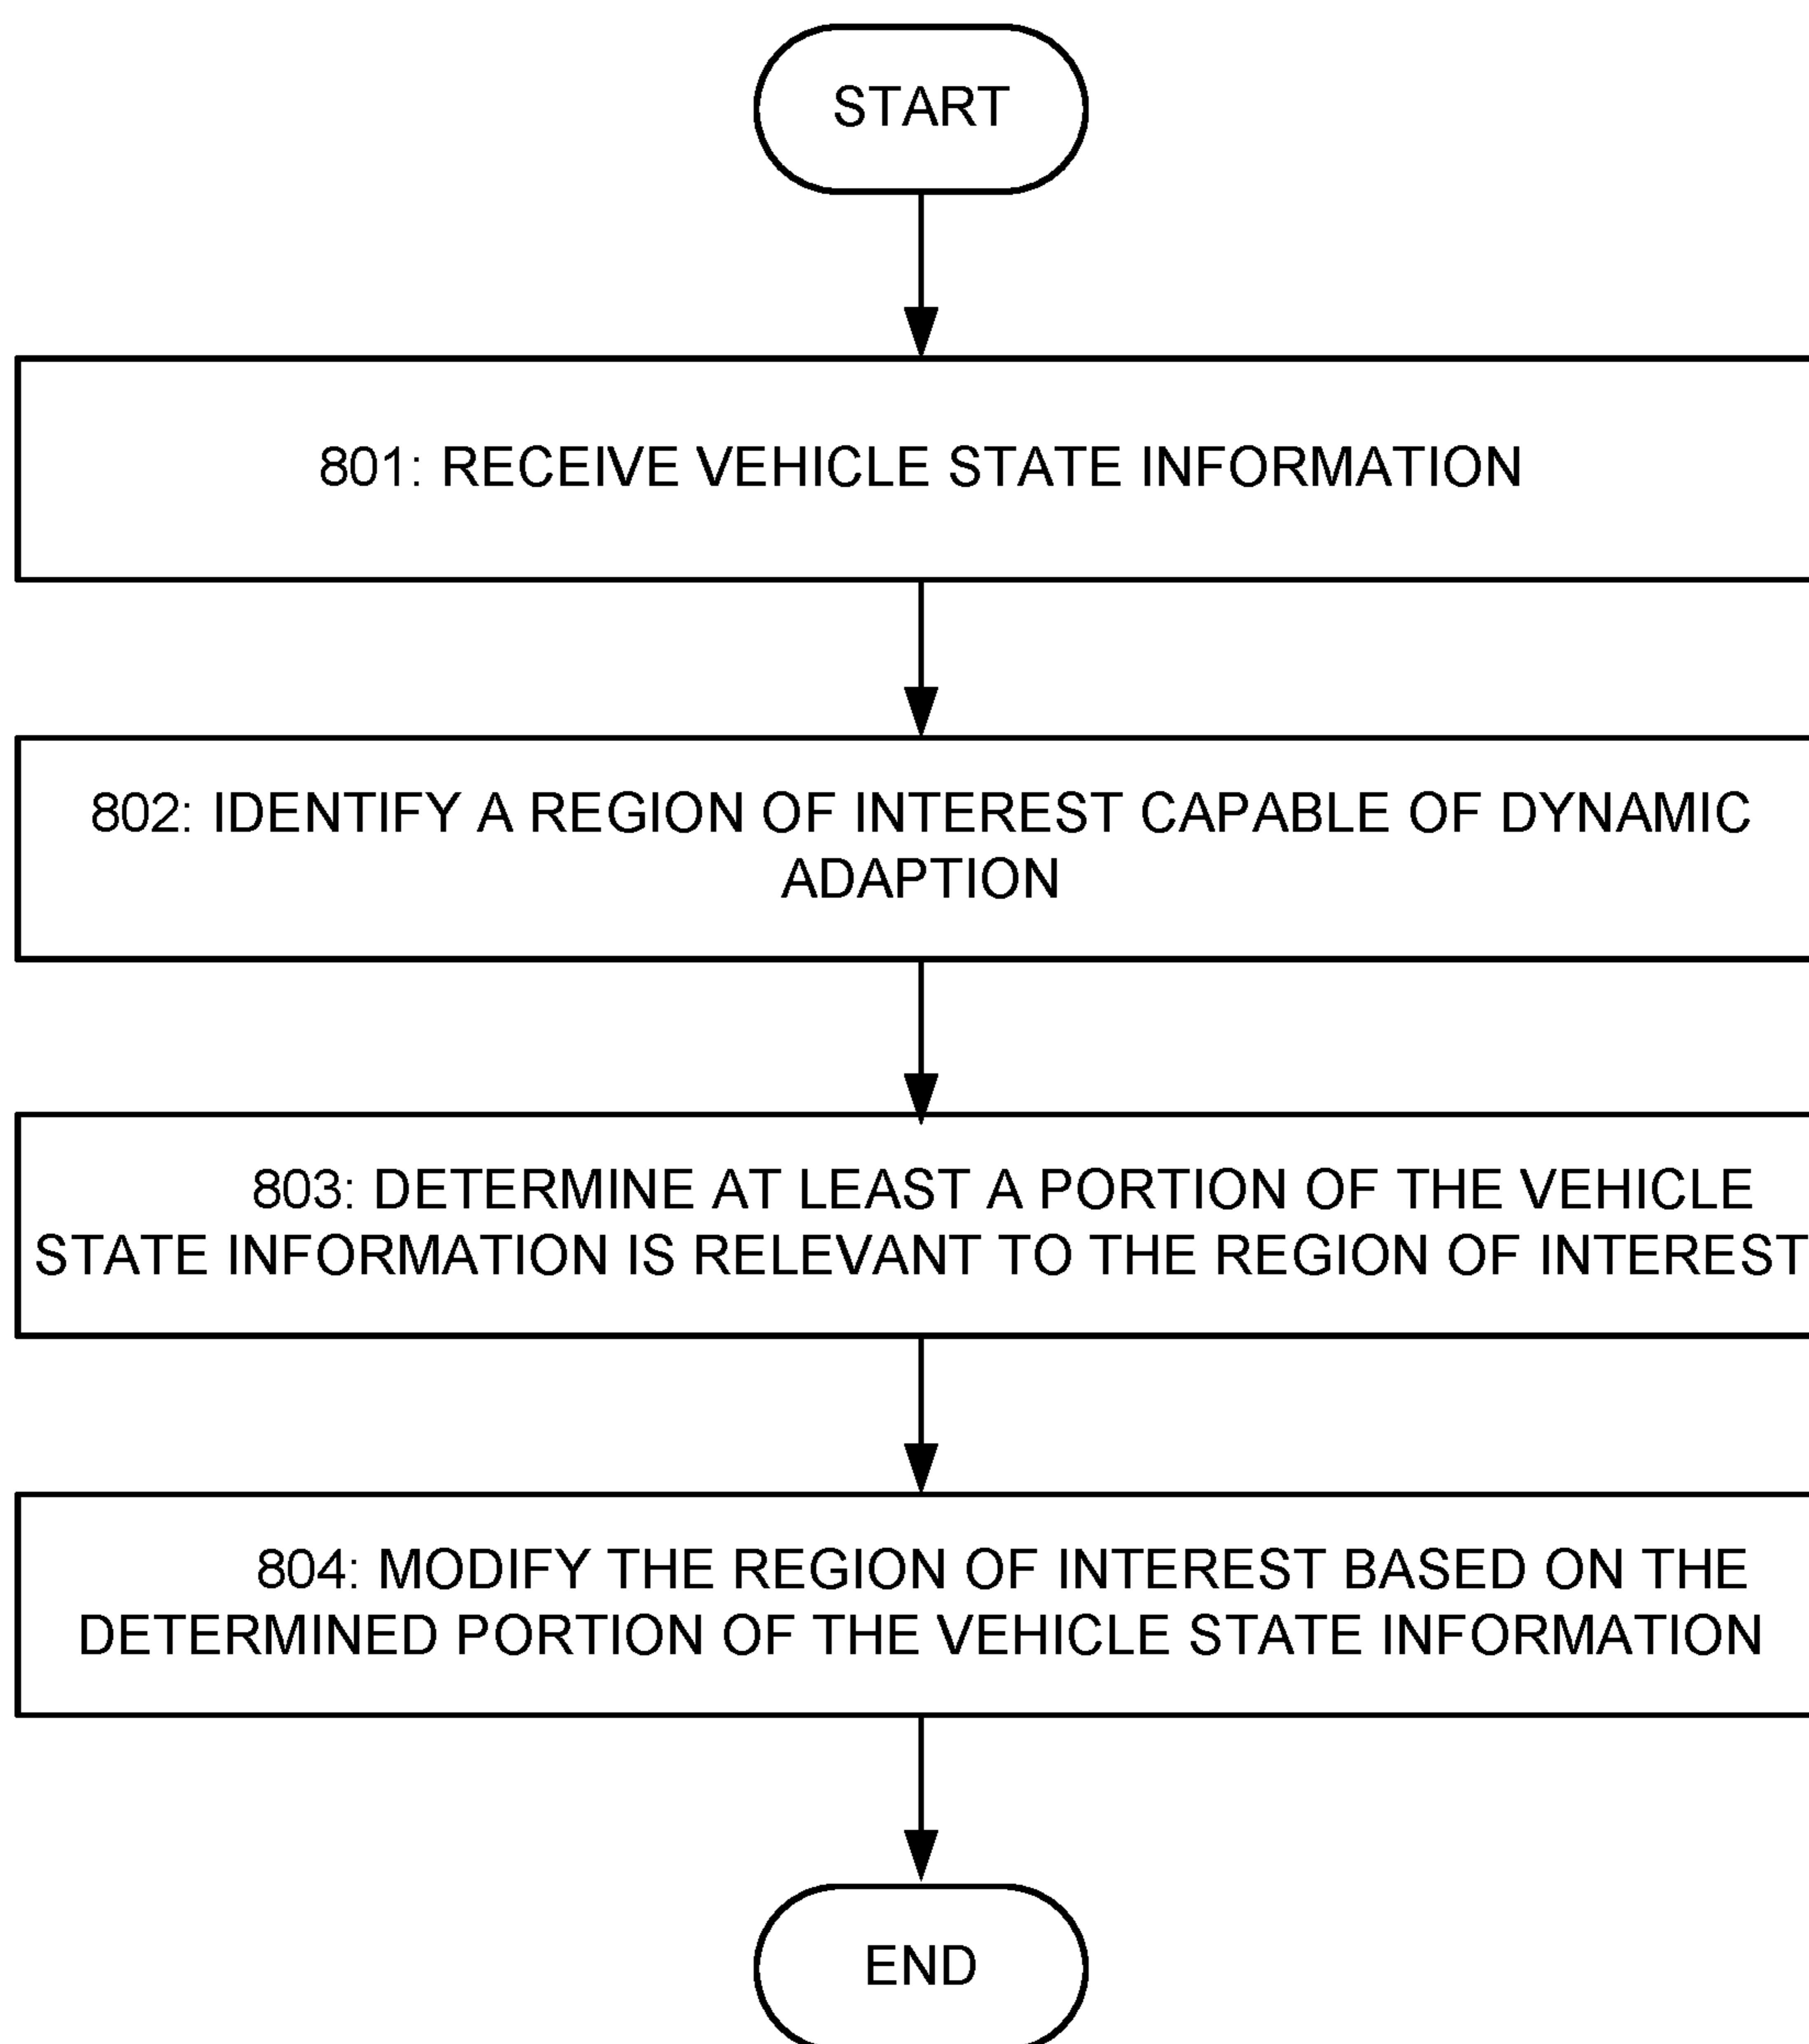 START
801: RECEIVE VEHICLE STATE INFORMATION
802: IDENTIFY A REGION OF INTEREST CAPABLE OF DYNAMIC
ADAPTION
803: DETERMINE AT LEAST A PORTION OF THE VEHICLE
STATE INFORMATION IS RELEVANT TO THE REGION OF INTEREST
804: MODIFY THE REGION OF INTEREST BASED ON THE
DETERMINED PORTION OF THE VEHICLE STATE INFORMATION
END